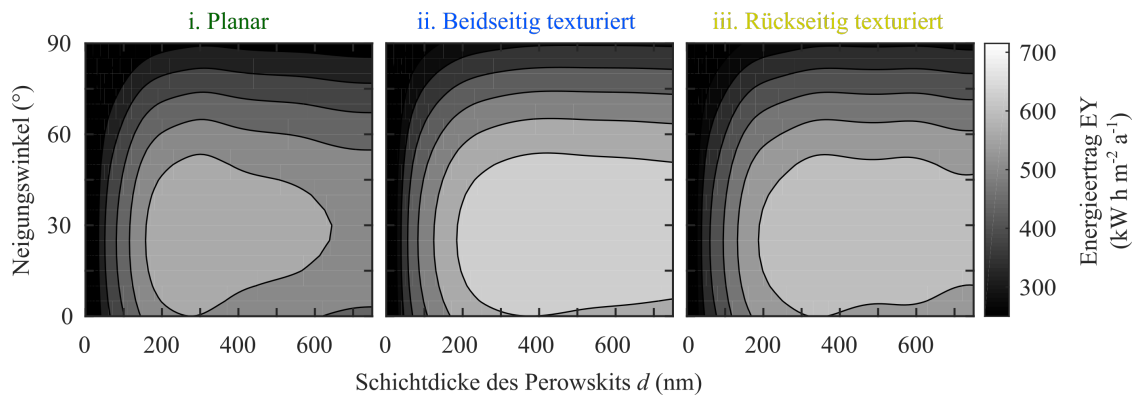 i. Planar
ii. Beidseitig texturiert
iii. Rückseitig texturiert
90
60
30
0
Neigungswinkel (°)
0 200 400 600
0 200 400 600
0 200 400 600
Schichtdicke des Perowskits d (nm)
700
600
500
400
300
Energieertrag EY
(kW h m⁻² a⁻¹)